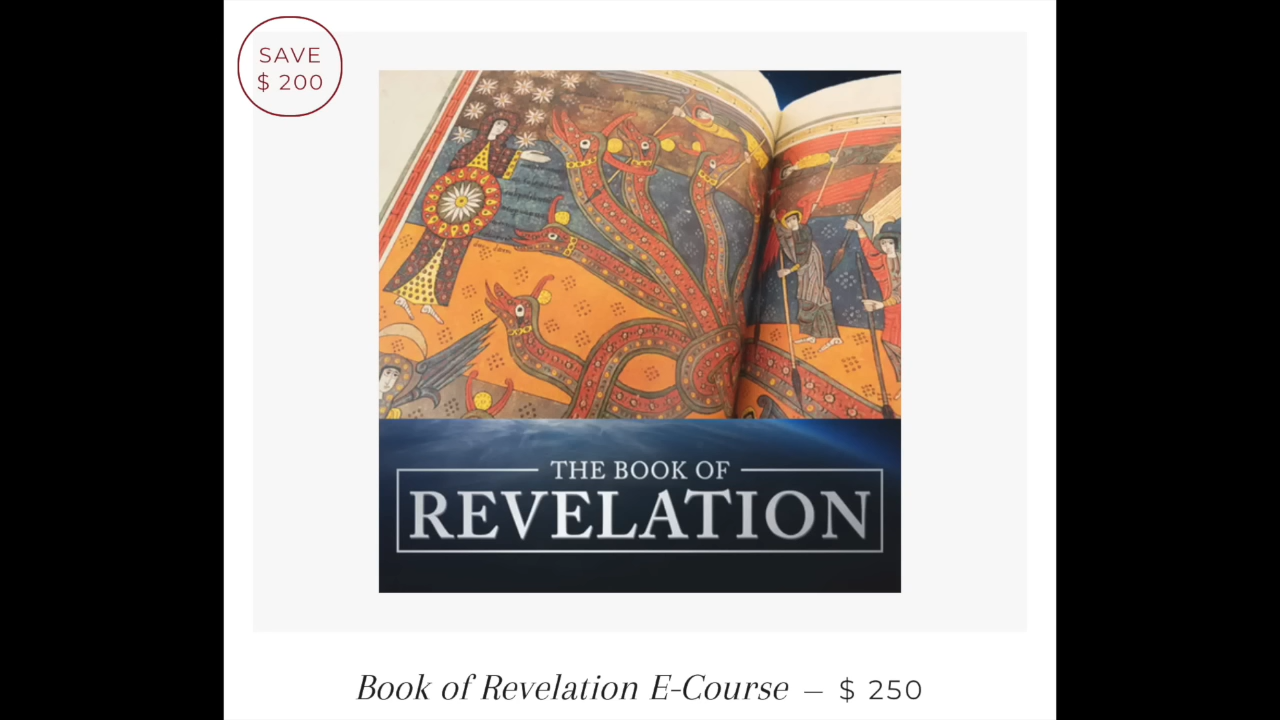 SAVE
$ 200
THE BOOK OF
REVELATION
Book of Revelation E-Course — $ 250